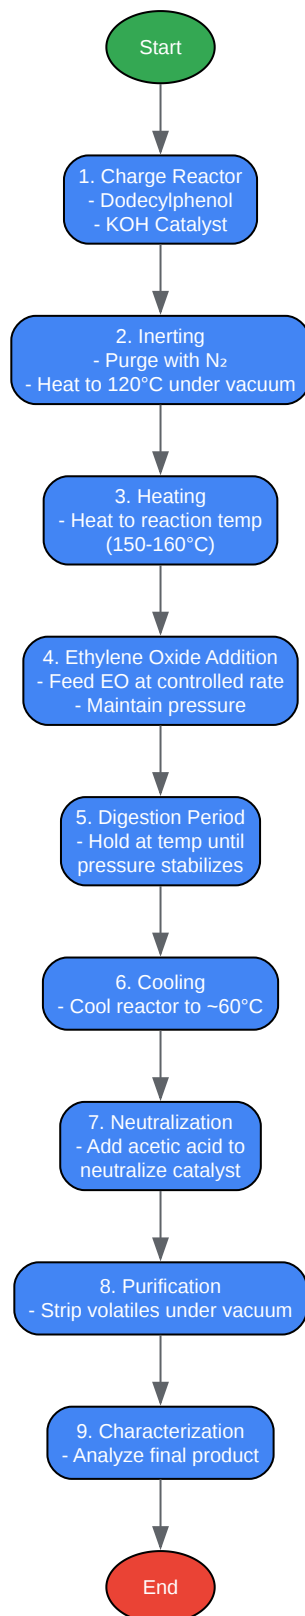 Start
1. Charge Reactor
- Dodecylphenol
- KOH Catalyst
2. Inerting
- Purge with N₂
- Heat to 120°C under vacuum
3. Heating
- Heat to reaction temp
(150-160°C)
4. Ethylene Oxide Addition
- Feed EO at controlled rate
- Maintain pressure
5. Digestion Period
- Hold at temp until
pressure stabilizes
6. Cooling
- Cool reactor to ~60°C
7. Neutralization
- Add acetic acid to
neutralize catalyst
8. Purification
- Strip volatiles under vacuum
9. Characterization
- Analyze final product
End